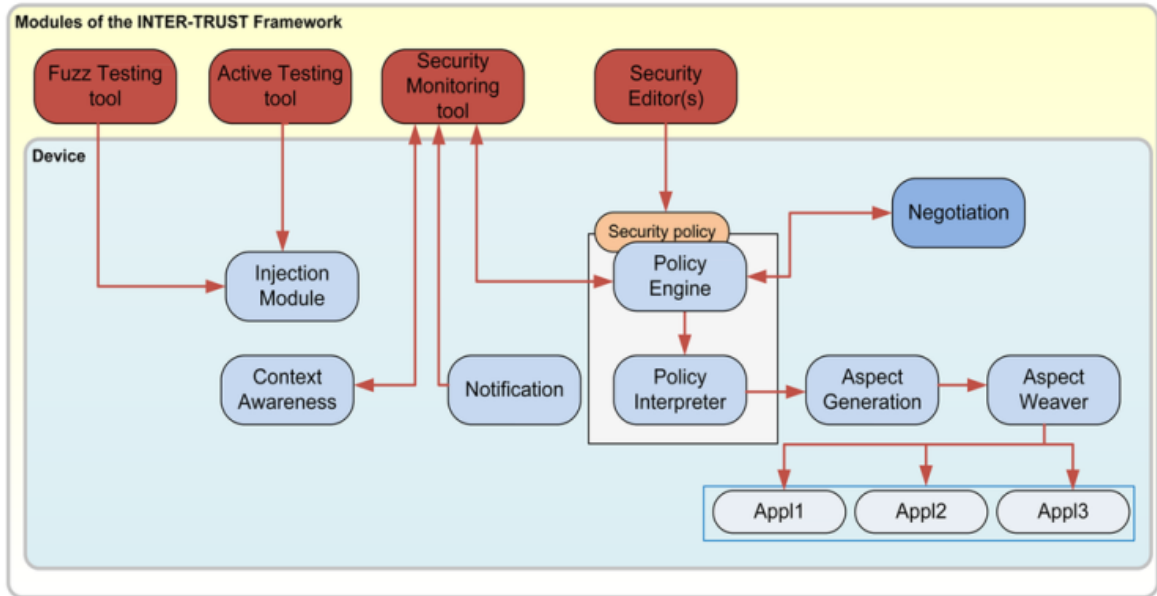 Modules of the INTER-TRUST Framework
Fuzz Testing
tool
Active Testing
tool
Security
Monitoring
tool
Security
Editor(s)
Device
Negotiation
Security policy
Policy
Engine
Injection
Module
Context
Awareness
Notification
Policy
Interpreter
Aspect
Generation
Aspect
Weaver
Appl1
Appl2
Appl3